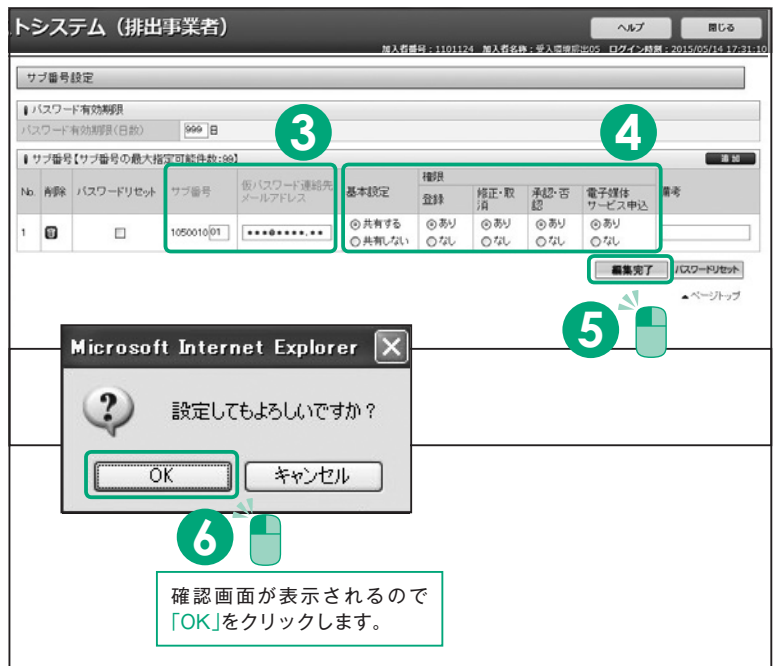 トシステム（排出事業者）
ヘルプ 閉じる
加入者番号：1101124 加入者名称：受入環境排出05 ログイン時刻：2015/05/14 17:31:10
サブ番号設定
パスワード有効期限
パスワード有効期限（日数） 999 日
3
4
サブ番号【サブ番号の最大指定可能件数:99】
追加
No. 削除 パスワードリセット サブ番号 仮パスワード連絡先メールアドレス 基本設定 権限 備考
登録 修正・取消 承認・否認 電子媒体サービス申込
1 1050010 01 ●●●@●●●●.●● 共有する あり あり あり あり
共有しない なし なし なし なし
編集完了 パスワードリセット
5
▲ページトップ
Microsoft Internet Explorer
設定してもよろしいですか？
OK キャンセル
6
確認画面が表示されるので
「OK」をクリックします。